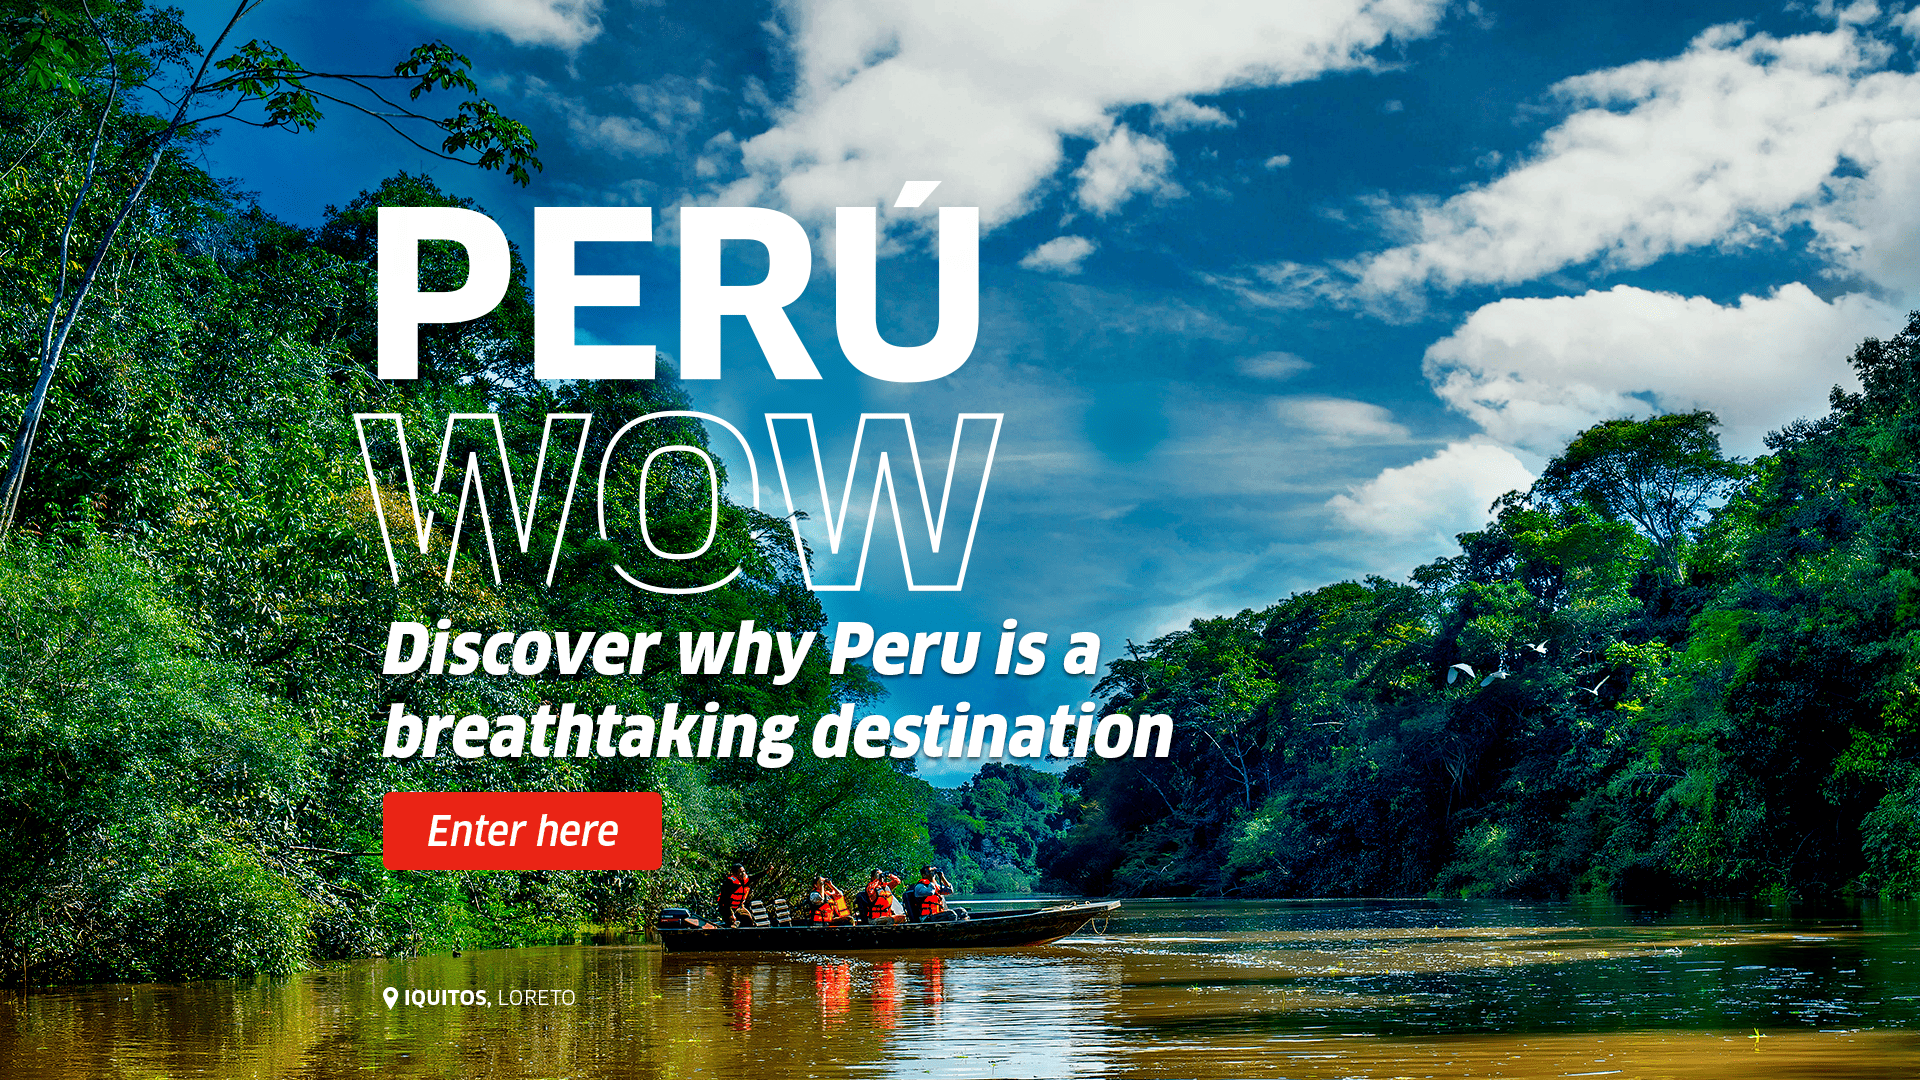 PERÚ
WOW
Discover why Peru is a
breathtaking destination
Enter here
IQUITOS, LORETO